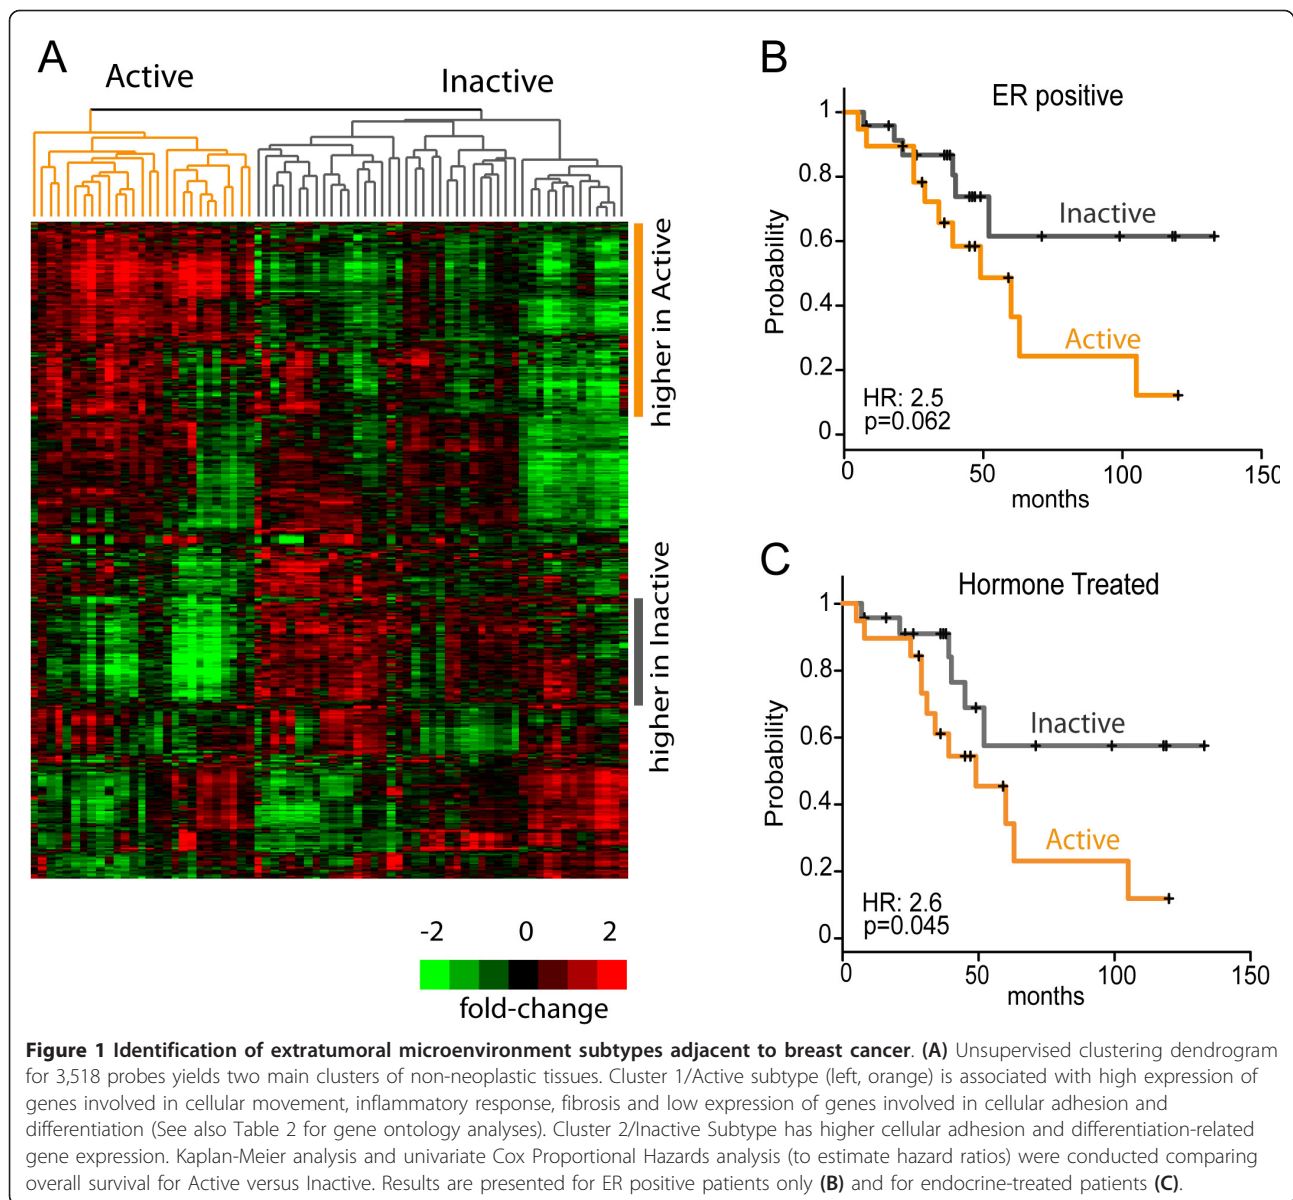 A
Active
Inactive
higher in Active
higher in Inactive
-2 0 2
fold-change
B
ER positive
1
0.8
0.6
0.4
0.2
0
Probability
Inactive
Active
HR: 2.5
p=0.062
0 50 100 150
months
C
Hormone Treated
1
0.8
0.6
0.4
0.2
0
Probability
Inactive
Active
HR: 2.6
p=0.045
0 50 100 150
months
Figure 1 Identification of extratumoral microenvironment subtypes adjacent to breast cancer. (A) Unsupervised clustering dendrogram
for 3,518 probes yields two main clusters of non-neoplastic tissues. Cluster 1/Active subtype (left, orange) is associated with high expression of
genes involved in cellular movement, inflammatory response, fibrosis and low expression of genes involved in cellular adhesion and
differentiation (See also Table 2 for gene ontology analyses). Cluster 2/Inactive Subtype has higher cellular adhesion and differentiation-related
gene expression. Kaplan-Meier analysis and univariate Cox Proportional Hazards analysis (to estimate hazard ratios) were conducted comparing
overall survival for Active versus Inactive. Results are presented for ER positive patients only (B) and for endocrine-treated patients (C).